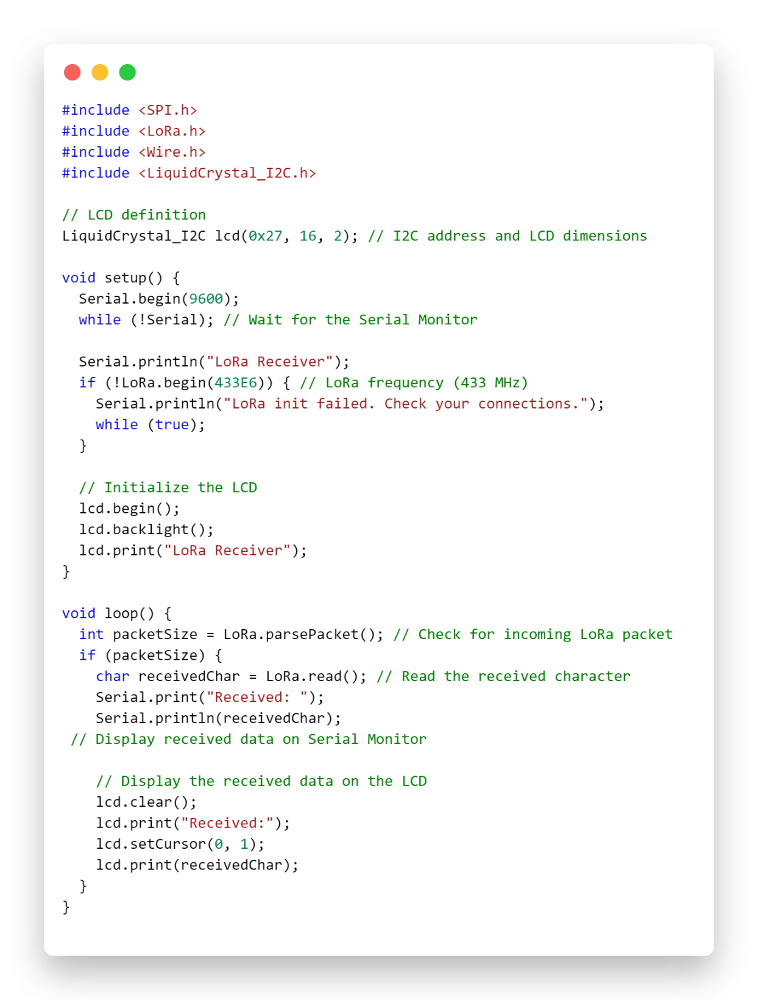 #include <SPI.h>
#include <LoRa.h>
#include <Wire.h>
#include <LiquidCrystal_I2C.h>

// LCD definition
LiquidCrystal_I2C lcd(0x27, 16, 2); // I2C address and LCD dimensions

void setup() {
  Serial.begin(9600);
  while (!Serial); // Wait for the Serial Monitor

  Serial.println("LoRa Receiver");
  if (!LoRa.begin(433E6)) { // LoRa frequency (433 MHz)
    Serial.println("LoRa init failed. Check your connections.");
    while (true);
  }

  // Initialize the LCD
  lcd.begin();
  lcd.backlight();
  lcd.print("LoRa Receiver");
}

void loop() {
  int packetSize = LoRa.parsePacket(); // Check for incoming LoRa packet
  if (packetSize) {
    char receivedChar = LoRa.read(); // Read the received character
    Serial.print("Received: ");
    Serial.println(receivedChar);
 // Display received data on Serial Monitor

    // Display the received data on the LCD
    lcd.clear();
    lcd.print("Received:");
    lcd.setCursor(0, 1);
    lcd.print(receivedChar);
  }
}